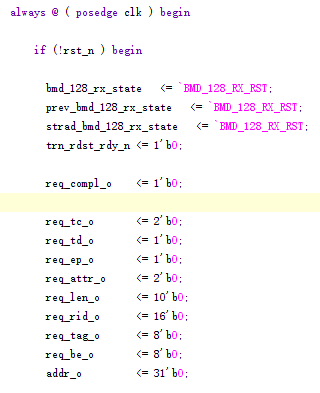 always @ ( posedge clk ) begin
if (!rst_n ) begin
bmd_128_rx_state <= `BMD_128_RX_RST;
prev_bmd_128_rx_state <= `BMD_128_RX_RST;
strad_bmd_128_rx_state <= `BMD_128_RX_RST;
trn_rdst_rdy_n <= 1'b0;
req_compl_o <= 1'b0;
req_tc_o <= 2'b0;
req_td_o <= 1'b0;
req_ep_o <= 1'b0;
req_attr_o <= 2'b0;
req_len_o <= 10'b0;
req_rid_o <= 16'b0;
req_tag_o <= 8'b0;
req_be_o <= 8'b0;
addr_o <= 31'b0;